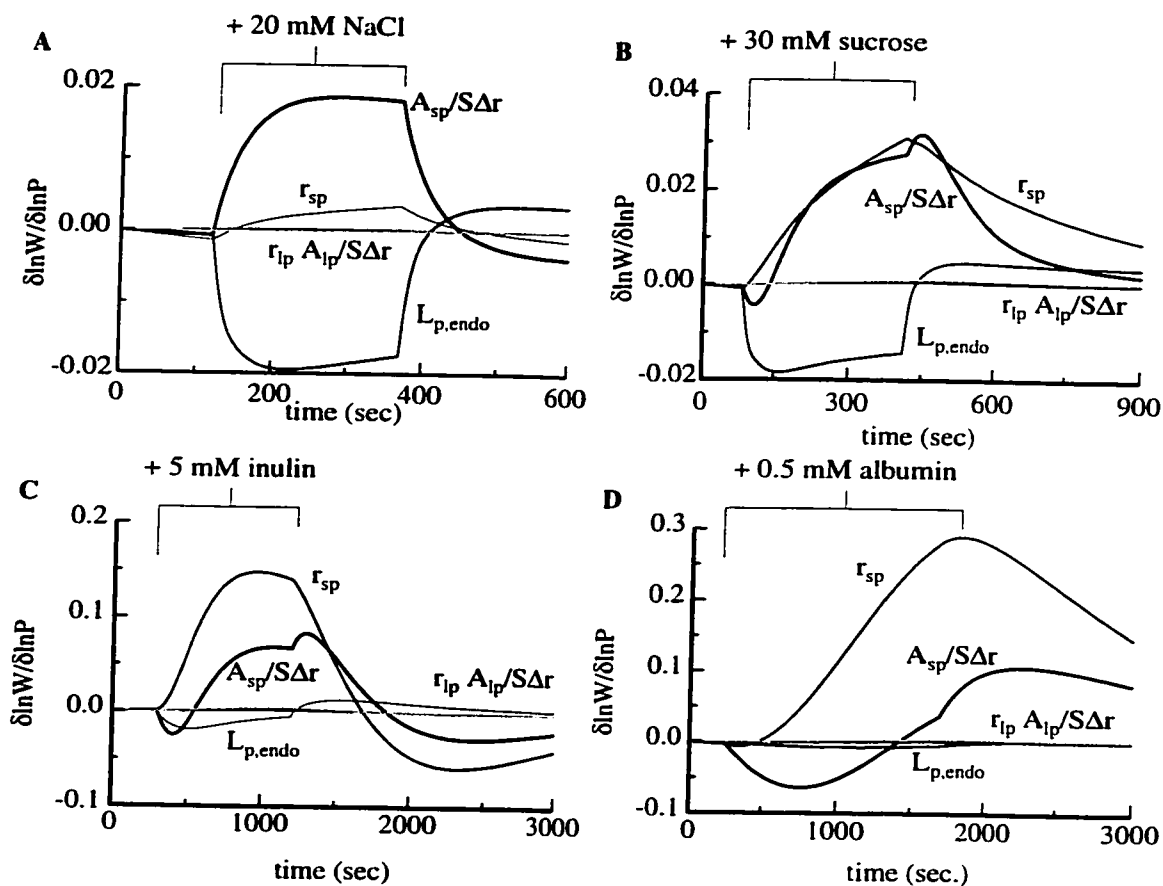 A
+ 20 mM NaCl
0.02
0.00
-0.02
δlnW/δlnP
A_sp/SΔr
r_sp
r_lp A_lp/SΔr
L_p,endo
0
200
400
600
time (sec)
B
+ 30 mM sucrose
0.04
0.02
0.00
-0.02
δlnW/δlnP
r_sp
A_sp/SΔr
r_lp A_lp/SΔr
L_p,endo
0
300
600
900
time (sec)
C
+ 5 mM inulin
0.2
0.1
0.0
-0.1
δlnW/δlnP
r_sp
A_sp/SΔr
r_lp A_lp/SΔr
L_p,endo
0
1000
2000
3000
time (sec)
D
+ 0.5 mM albumin
0.3
0.2
0.1
0.0
-0.1
δlnW/δlnP
r_sp
A_sp/SΔr
r_lp A_lp/SΔr
L_p,endo
0
1000
2000
3000
time (sec.)